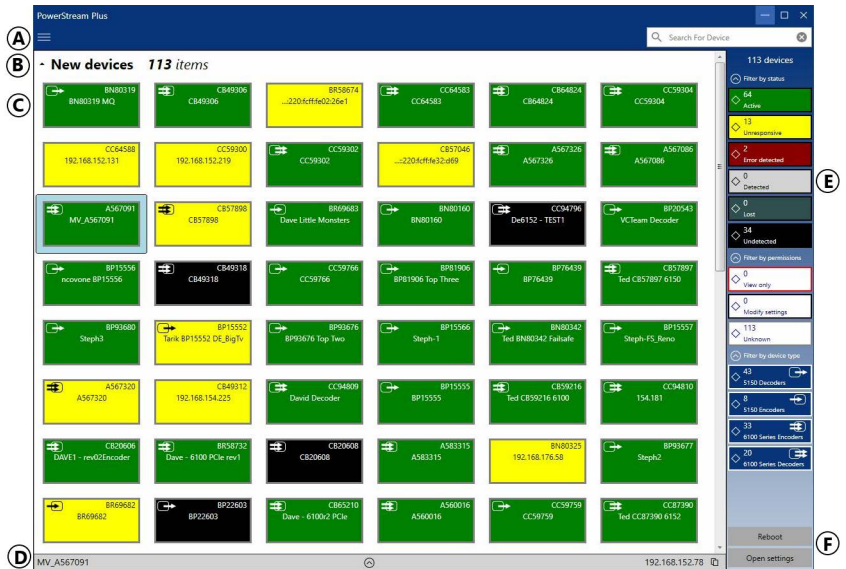 PowerStream Plus
A
Search For Device
B
New devices 113 items
113 devices
Filter by status
C
BN80319
BN80319 MQ
CB49306
CB49306
BR58674
...:220:fcff:fe02:26e1
CC64583
CC64583
CB64824
CB64824
CC59304
CC59304
64
Active
13
Unresponsive
CC64588
192.168.152.131
CC59300
192.168.152.219
CC59302
CC59302
CB57046
...:220:fcff:fe32:d69
A567326
A567326
A567086
A567086
2
Error detected
0
Detected
E
A567091
MV_A567091
CB57898
CB57898
BR69683
Dave Little Monsters
BN80160
BN80160
CC94796
De6152 - TEST1
BP20543
VCTeam Decoder
0
Lost
34
Undetected
Filter by permissions
BP15556
ncovone BP15556
CB49318
CB49318
CC59766
CC59766
BP81906
BP81906 Top Three
BP76439
BP76439
CB57897
Ted CB57897 6150
0
View only
0
Modify settings
BP93680
Steph3
BP15552
Tarik BP15552 DE_BigTv
BP93676
BP93676 Top Two
BP15566
Steph-1
BN80342
Ted BN80342 Failsafe
BP15557
Steph-FS_Reno
113
Unknown
Filter by device type
A567320
A567320
CB49312
192.168.154.225
CC94809
David Decoder
BP15555
BP15555
CB59216
Ted CB59216 6100
CC94810
154.181
43
5150 Decoders
8
5150 Encoders
CB20606
DAVE1 - rev02Encoder
BR58732
Dave - 6100 PCIe rev1
CB20608
CB20608
A583315
A583315
BN80325
192.168.176.58
BP93677
Steph2
33
6100 Series Encoders
20
6100 Series Decoders
BR69682
BR69682
BP22603
BP22603
CB65210
Dave - 6100r2 PCIe
A560016
A560016
CC59759
CC59759
CC87390
Ted CC87390 6152
Reboot
F
D
MV_A567091
192.168.152.78
Open settings